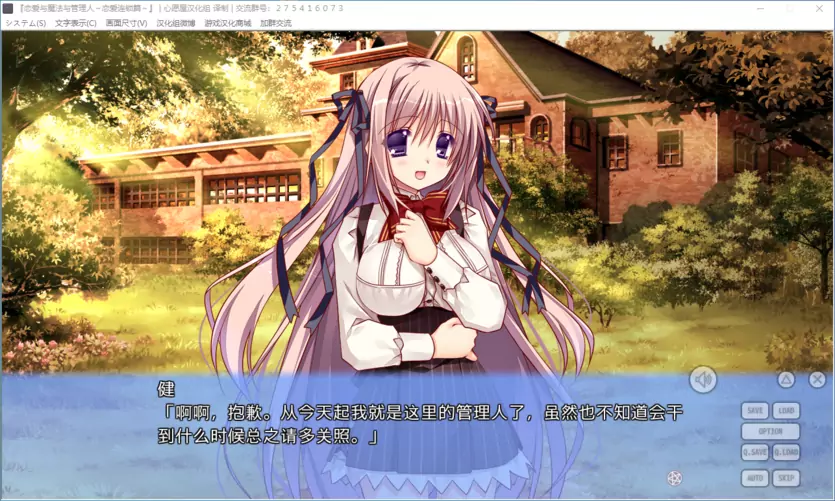 『恋爱与魔法与管理人～恋爱连锁篇～』 | 心愿屋汉化组 译制 | 交流群号：２７５４１６０７３
システム(S) 文字表示(C) 画面尺寸(V) 汉化组微博 游戏汉化商城 加群交流
健
「啊啊，抱歉。从今天起我就是这里的管理人了，虽然也不知道会干
到什么时候总之请多关照。」
SAVE LOAD
OPTION
Q.SAVE Q.LOAD
AUTO SKIP